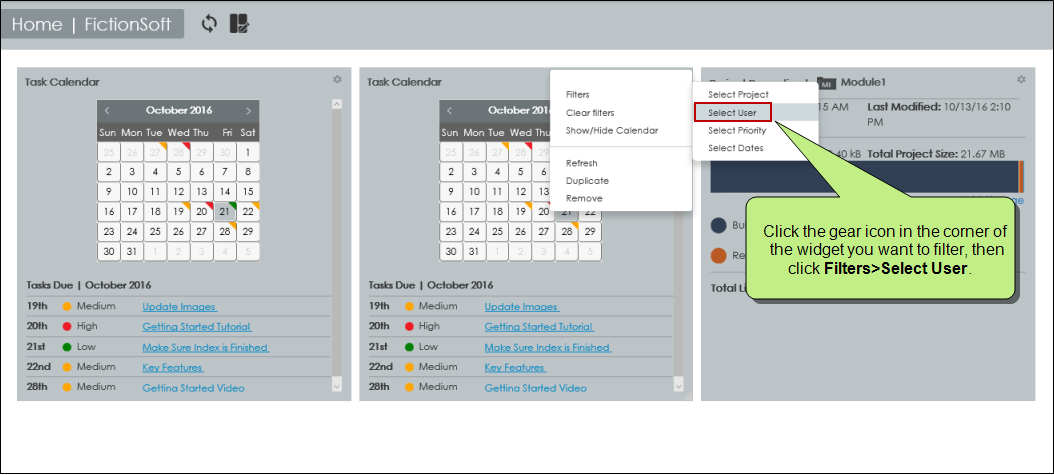 Home | FictionSoft
Task Calendar
October 2016
Sun Mon Tue Wed Thu Fri Sat
25 26 27 28 29 30 1
2 3 4 5 6 7 8
9 10 11 12 13 14 15
16 17 18 19 20 21 22
23 24 25 26 27 28 29
30 31 1 2 3 4 5
Tasks Due | October 2016
19th Medium Update Images
20th High Getting Started Tutorial
21st Low Make Sure Index is Finished
22nd Medium Key Features
28th Medium Getting Started Video
Task Calendar
October 2016
Sun Mon Tue Wed Thu
25 26 27 28 29
2 3 4 5 6
9 10 11 12 13
16 17 18 19 20 21 22
23 24 25 26 27 28 29
30 31 1 2 3 4 5
Tasks Due | October 2016
19th Medium Update Images
20th High Getting Started Tutorial
21st Low Make Sure Index is Finished
22nd Medium Key Features
28th Medium Getting Started Video
Filters
Clear filters
Show/Hide Calendar
Refresh
Duplicate
Remove
Select Project
Select User
Select Priority
Select Dates
M1 Module1
15 AM Last Modified: 10/13/16 2:10
PM
.40 kB Total Project Size: 21.67 MB
Click the gear icon in the corner of
the widget you want to filter, then
click Filters>Select User.